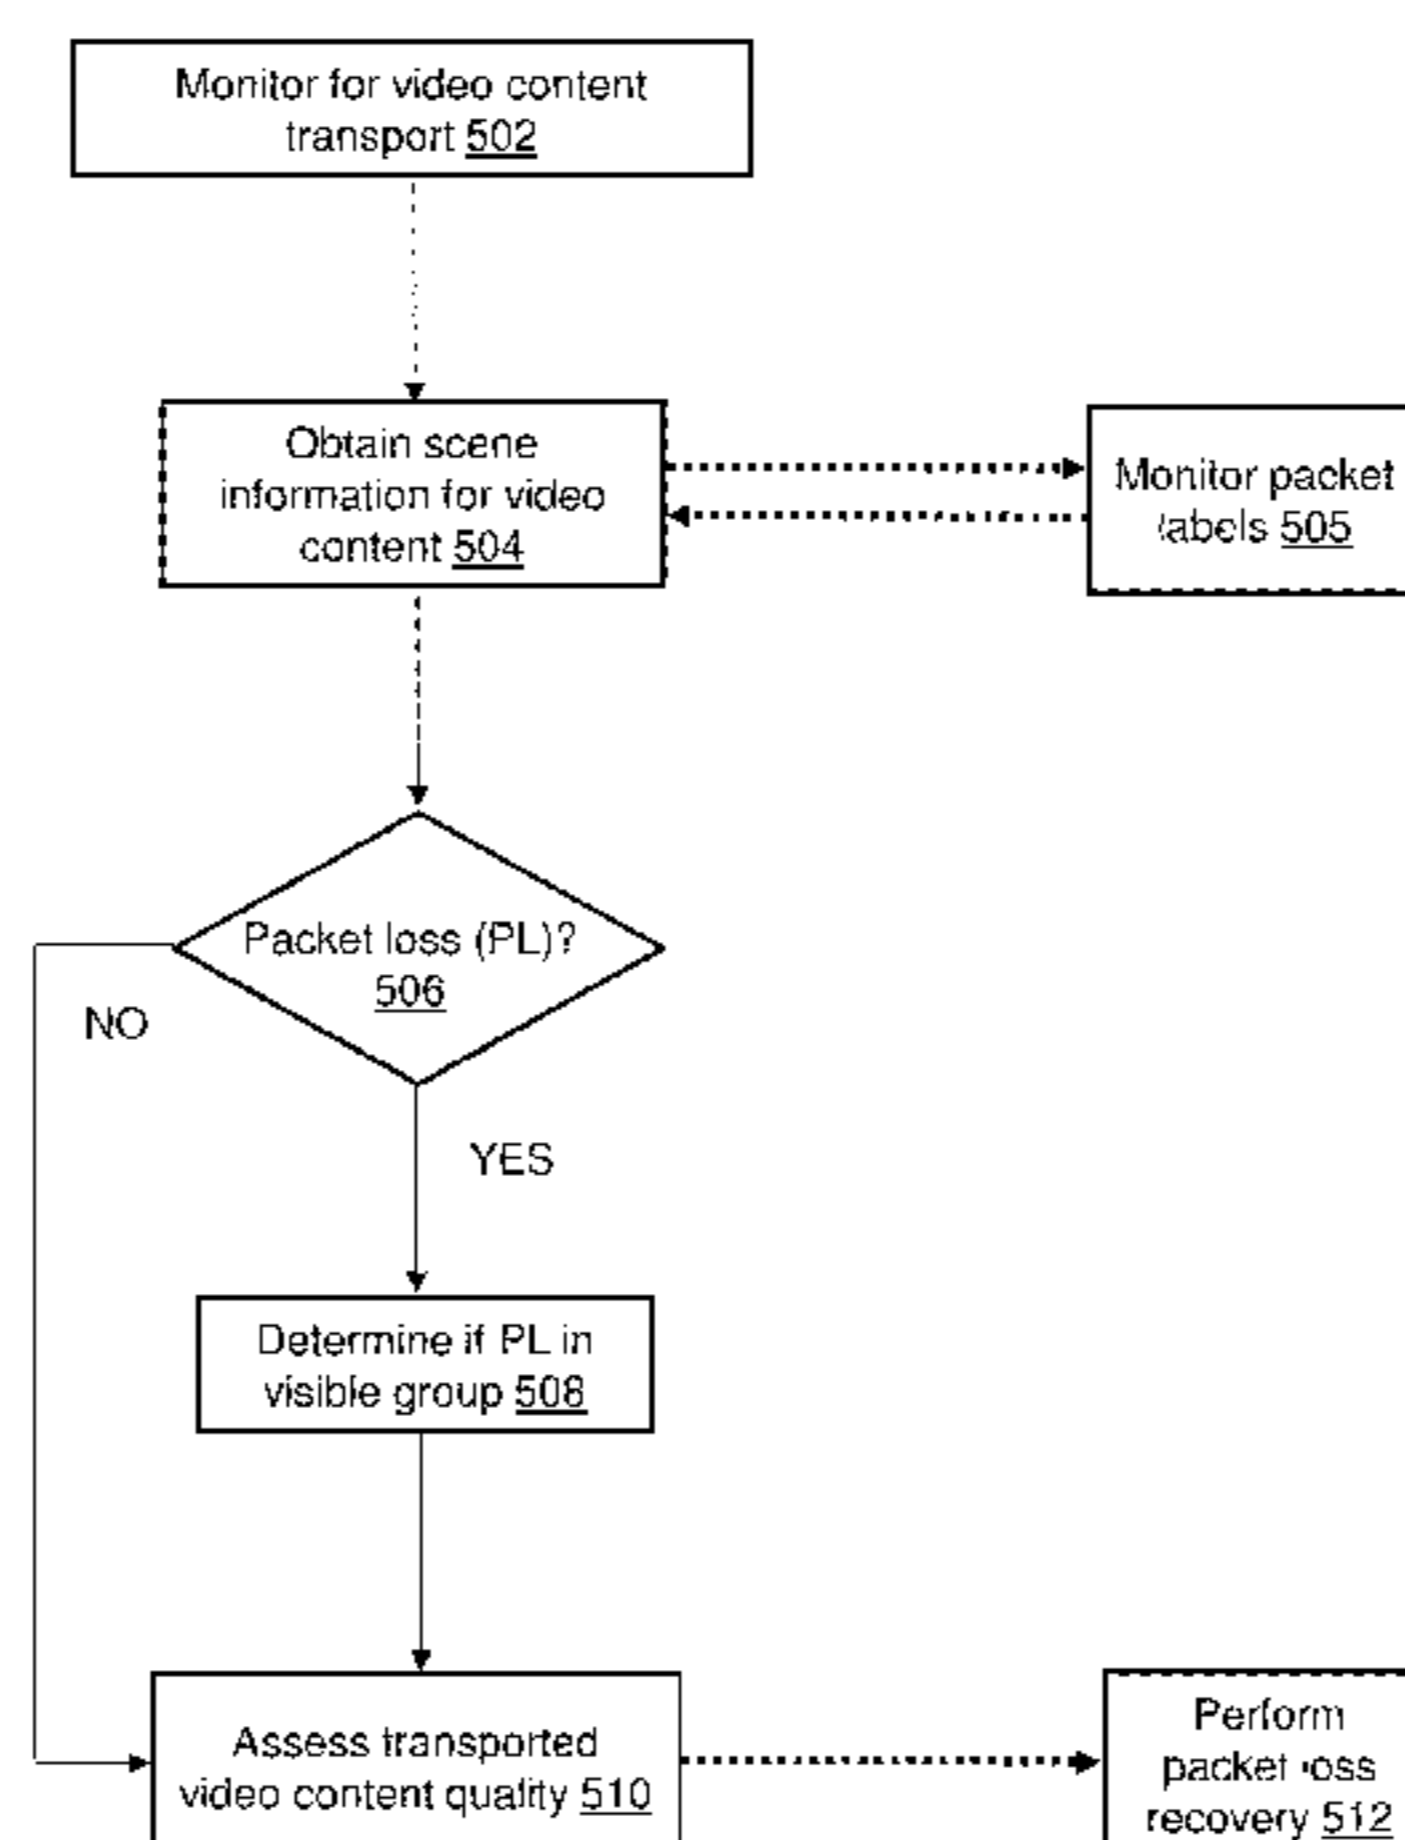 Monitor for video content
transport 502
Obtain scene
information for video
content 504
Monitor packet
labels 505
Packet loss (PL)?
506
NO
YES
Determine if PL in
visible group 508
Assess transported
video content quality 510
Perform
packet loss
recovery 512